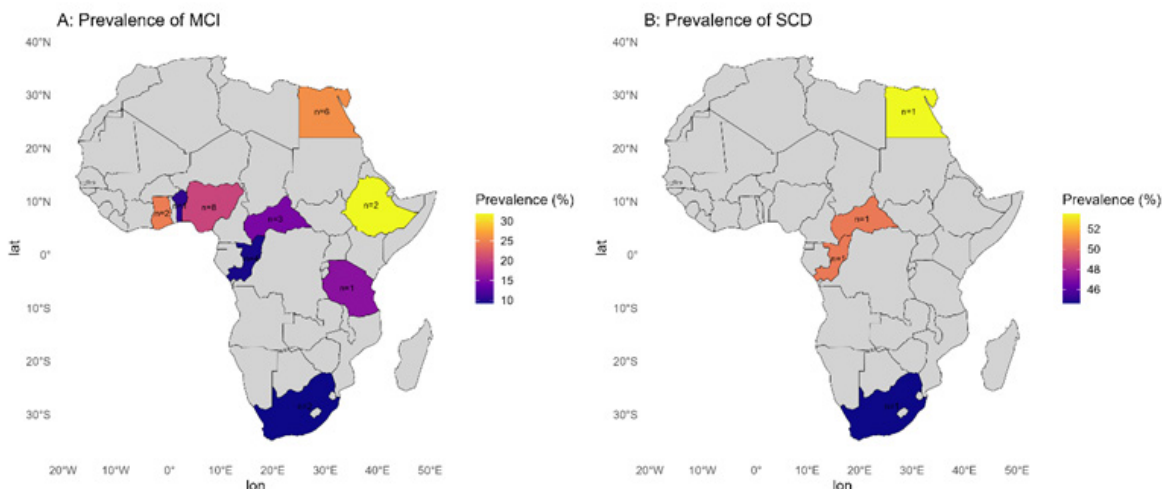 A: Prevalence of MCI
40°N
30°N
20°N
10°N
0°
10°S
20°S
30°S
lat
n=6
n=2
n=8
n=3
n=2
n=1
20°W 10°W 0° 10°E 20°E 30°E 40°E 50°E
lon
Prevalence (%)
30
25
20
15
10
B: Prevalence of SCD
40°N
30°N
20°N
10°N
0°
10°S
20°S
30°S
lat
n=1
n=1
n=1
20°W 10°W 0° 10°E 20°E 30°E 40°E 50°E
lon
Prevalence (%)
52
50
48
46